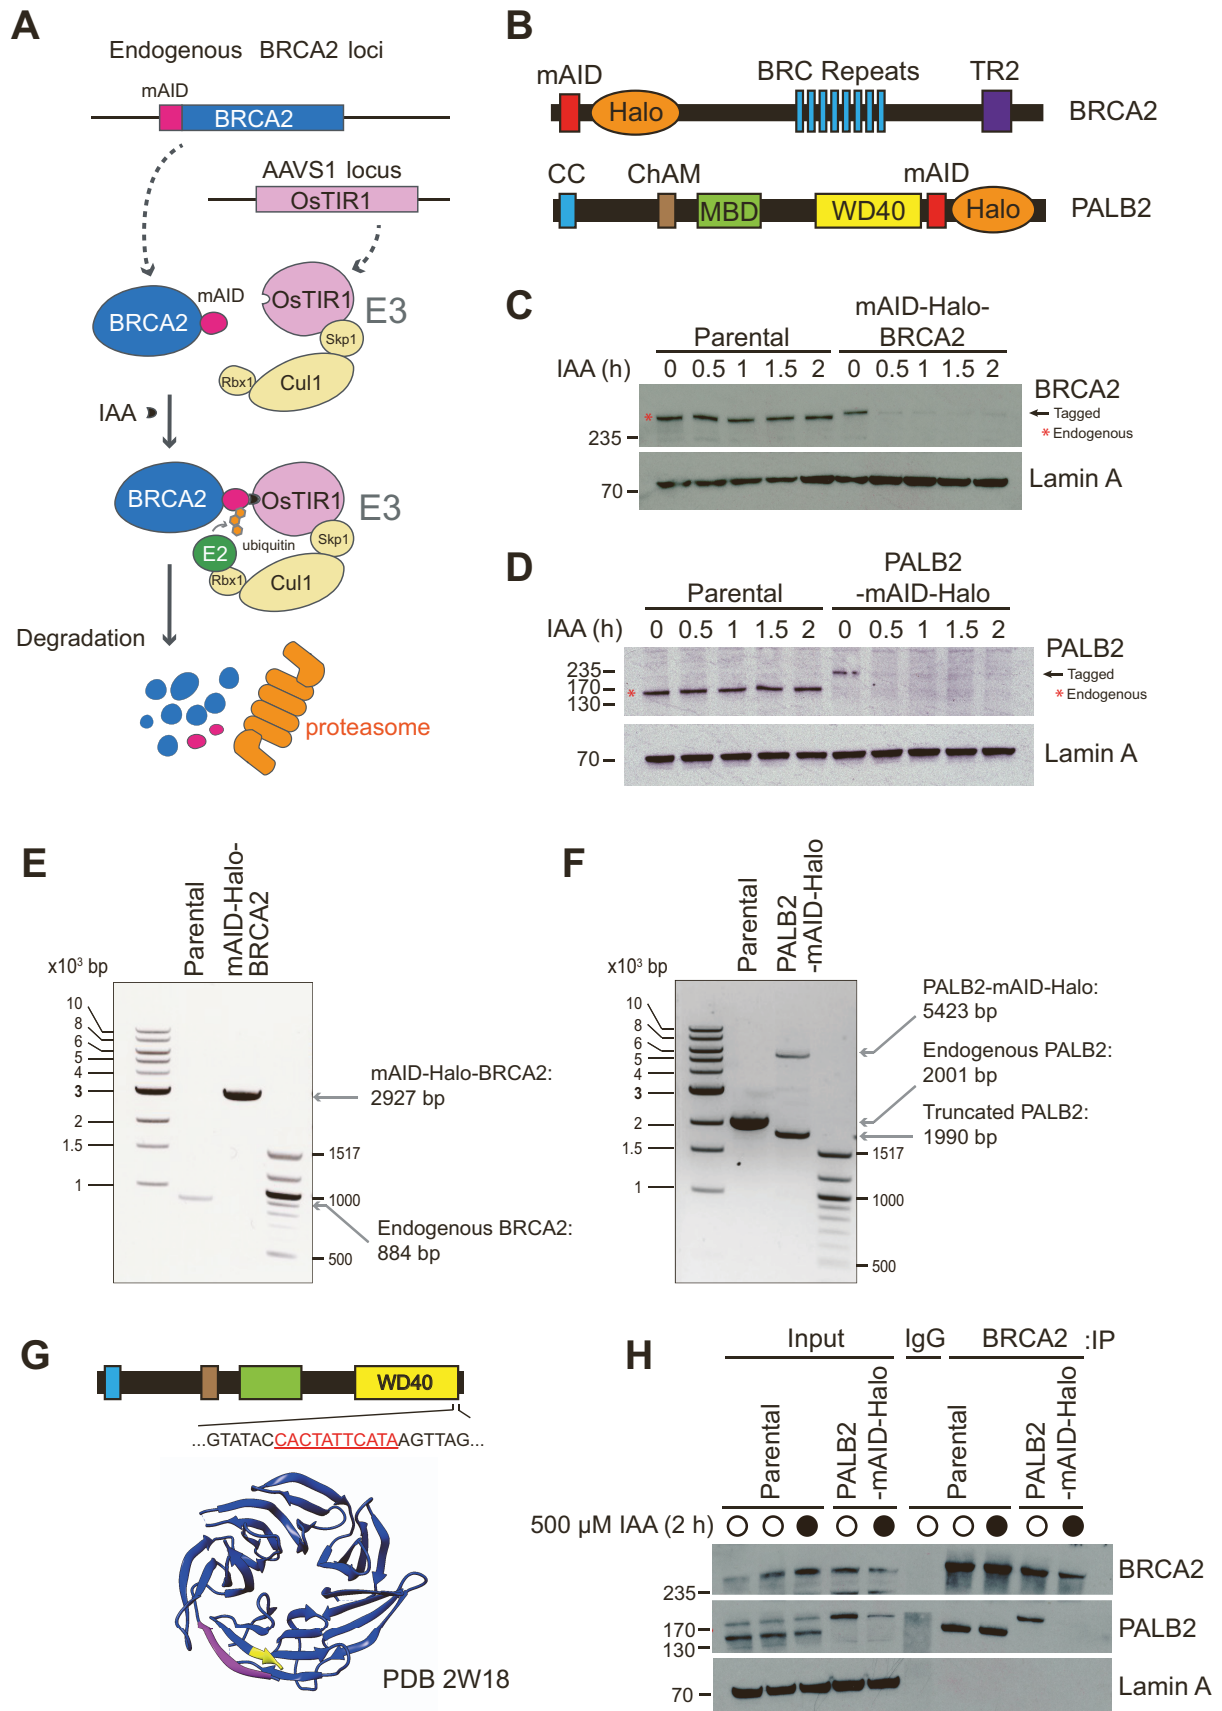 A
Endogenous BRCA2 loci
mAID
BRCA2
AAVS1 locus
OsTIR1
BRCA2
mAID
OsTIR1
E3
Skp1
Rbx1
Cul1
IAA
BRCA2
OsTIR1
E3
ubiquitin
Skp1
E2
Rbx1
Cul1
Degradation
proteasome
B
mAID
BRC Repeats
TR2
Halo
BRCA2
CC
ChAM
mAID
MBD
WD40
Halo
PALB2
C
mAID-Halo-
Parental
BRCA2
IAA (h) 0 0.5 1 1.5 2 0 0.5 1 1.5 2
BRCA2
Tagged
* Endogenous
*
235
Lamin A
70
D
PALB2
Parental
-mAID-Halo
IAA (h) 0 0.5 1 1.5 2 0 0.5 1 1.5 2
PALB2
235
Tagged
170
* Endogenous
*
130
Lamin A
70
E
Parental
mAID-Halo-
BRCA2
x10³ bp
10
8
6
5
4
3
2
1.5
1
mAID-Halo-BRCA2:
2927 bp
1517
1000
Endogenous BRCA2:
884 bp
500
F
Parental
PALB2
-mAID-Halo
x10³ bp
10
8
6
5
4
3
2
1.5
1
PALB2-mAID-Halo:
5423 bp
Endogenous PALB2:
2001 bp
Truncated PALB2:
1990 bp
1517
1000
500
G
WD40
...GTATACCACTATTCATAAGTTAG...
PDB 2W18
H
Input
IgG
BRCA2
:IP
Parental
PALB2
-mAID-Halo
Parental
PALB2
-mAID-Halo
500 µM IAA (2 h)
BRCA2
235
PALB2
170
130
Lamin A
70